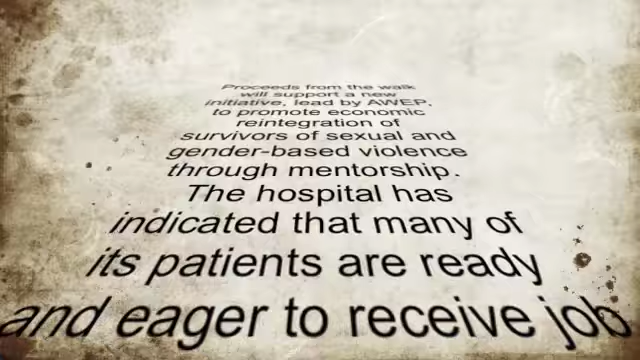 Proceeds from the walk
will support a new
initiative, lead by AWEP,
to promote economic
reintegration of
survivors of sexual and
gender-based violence
through mentorship.
The hospital has
indicated that many of
its patients are ready
and eager to receive job